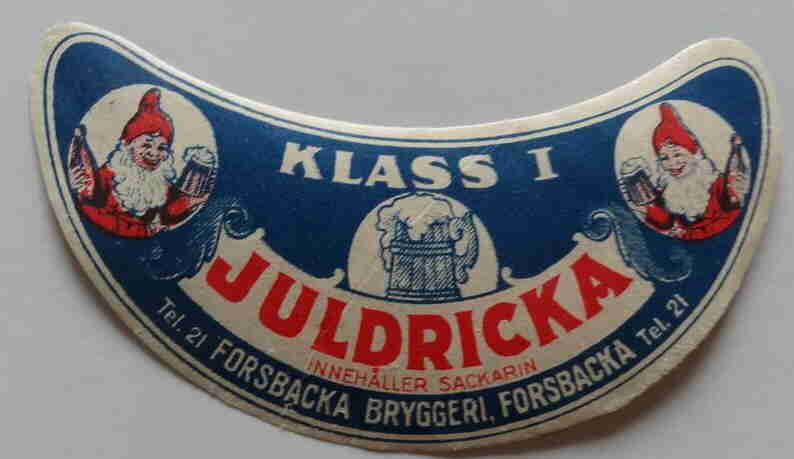 KLASS I
JULDRICKA
INNEHÅLLER SACKARIN
Tel. 21 FORSBACKA BRYGGERI, FORSBACKA Tel. 21